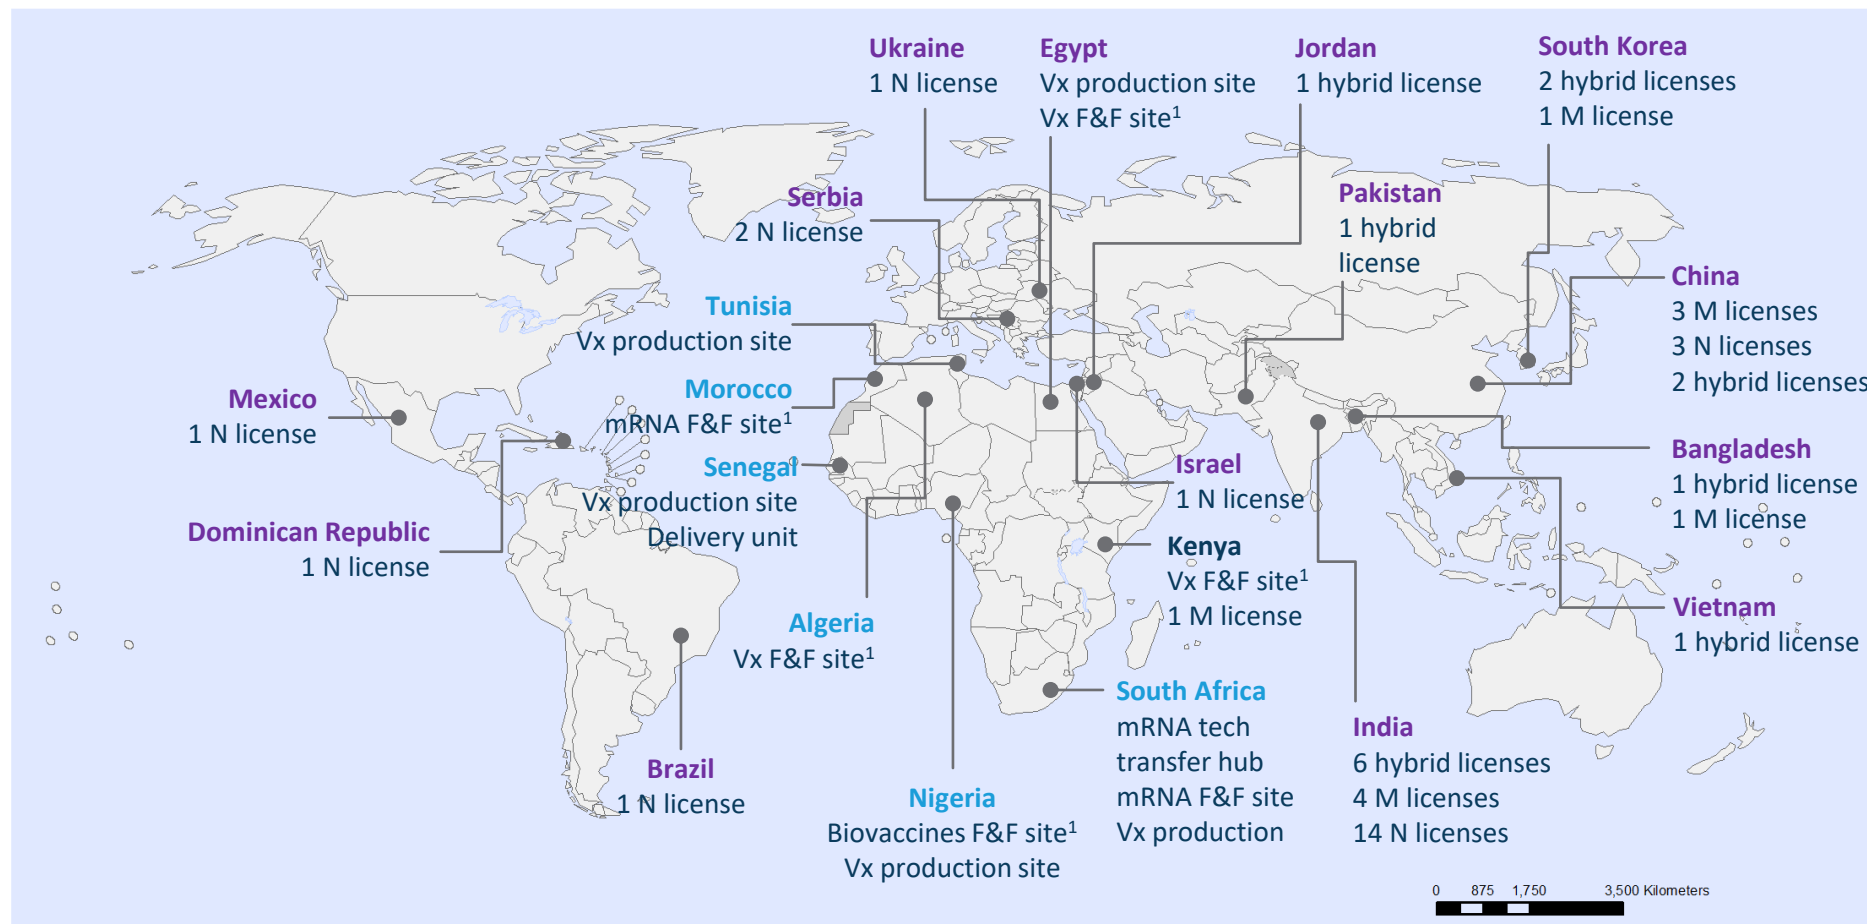 Ukraine
1 N license
Egypt
Vx production site
Vx F&F site1
Jordan
1 hybrid license
South Korea
2 hybrid licenses
1 M license
Serbia
2 N license
Pakistan
1 hybrid
license
China
3 M licenses
3 N licenses
2 hybrid licenses
Tunisia
Vx production site
Morocco
mRNA F&F site1
Mexico
1 N license
Senegal
Vx production site
Delivery unit
Israel
1 N license
Bangladesh
1 hybrid license
1 M license
Dominican Republic
1 N license
Kenya
Vx F&F site1
1 M license
Algeria
Vx F&F site1
Vietnam
1 hybrid license
South Africa
mRNA tech
transfer hub
mRNA F&F site
Vx production
India
6 hybrid licenses
4 M licenses
14 N licenses
Brazil
1 N license
Nigeria
Biovaccines F&F site1
Vx production site
0 875 1,750 3,500 Kilometers